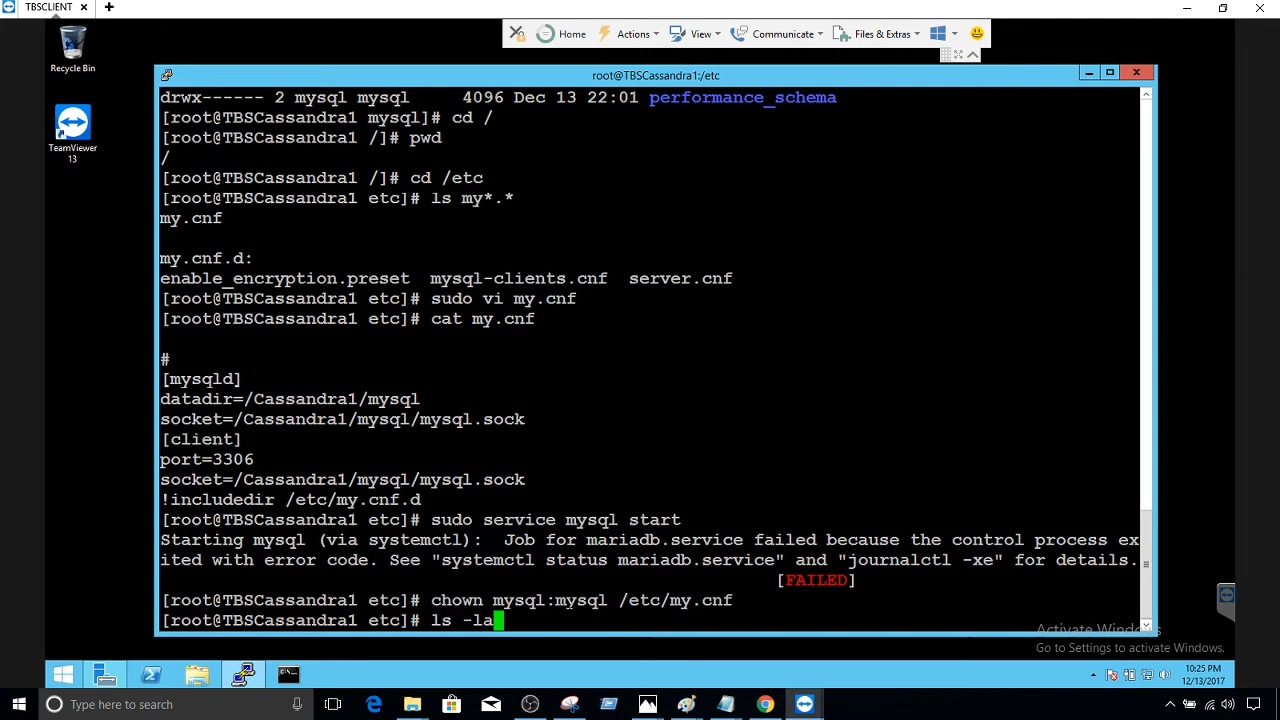 TBSCLIENT
Home
Actions
View
Communicate
Files & Extras
Recycle Bin
TeamViewer
13
root@TBSCassandra1:/etc
drwx------ 2 mysql mysql     4096 Dec 13 22:01 performance_schema
[root@TBSCassandra1 mysql]# cd /
[root@TBSCassandra1 /]# pwd
/
[root@TBSCassandra1 /]# cd /etc
[root@TBSCassandra1 etc]# ls my*.*
my.cnf
my.cnf.d:
enable_encryption.preset  mysql-clients.cnf  server.cnf
[root@TBSCassandra1 etc]# sudo vi my.cnf
[root@TBSCassandra1 etc]# cat my.cnf
#
[mysqld]
datadir=/Cassandra1/mysql
socket=/Cassandra1/mysql/mysql.sock
[client]
port=3306
socket=/Cassandra1/mysql/mysql.sock
!includedir /etc/my.cnf.d
[root@TBSCassandra1 etc]# sudo service mysql start
Starting mysql (via systemctl):  Job for mariadb.service failed because the control process ex
ited with error code. See "systemctl status mariadb.service" and "journalctl -xe" for details.
[FAILED]
[root@TBSCassandra1 etc]# chown mysql:mysql /etc/my.cnf
[root@TBSCassandra1 etc]# ls -la
Activate Windows
Go to Settings to activate Windows.
10:25 PM
12/13/2017
Type here to search